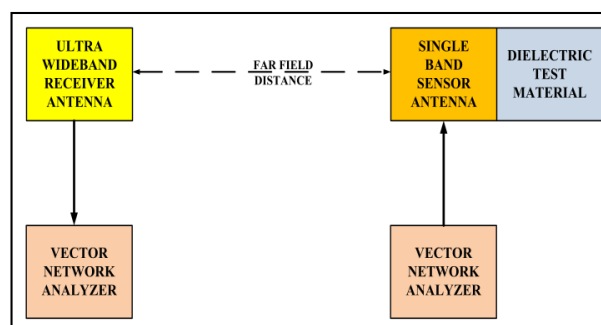 ULTRA
WIDEBAND
RECEIVER
ANTENNA
FAR FIELD
DISTANCE
SINGLE
BAND
SENSOR
ANTENNA
DIELECTRIC
TEST
MATERIAL
VECTOR
NETWORK
ANALYZER
VECTOR
NETWORK
ANALYZER